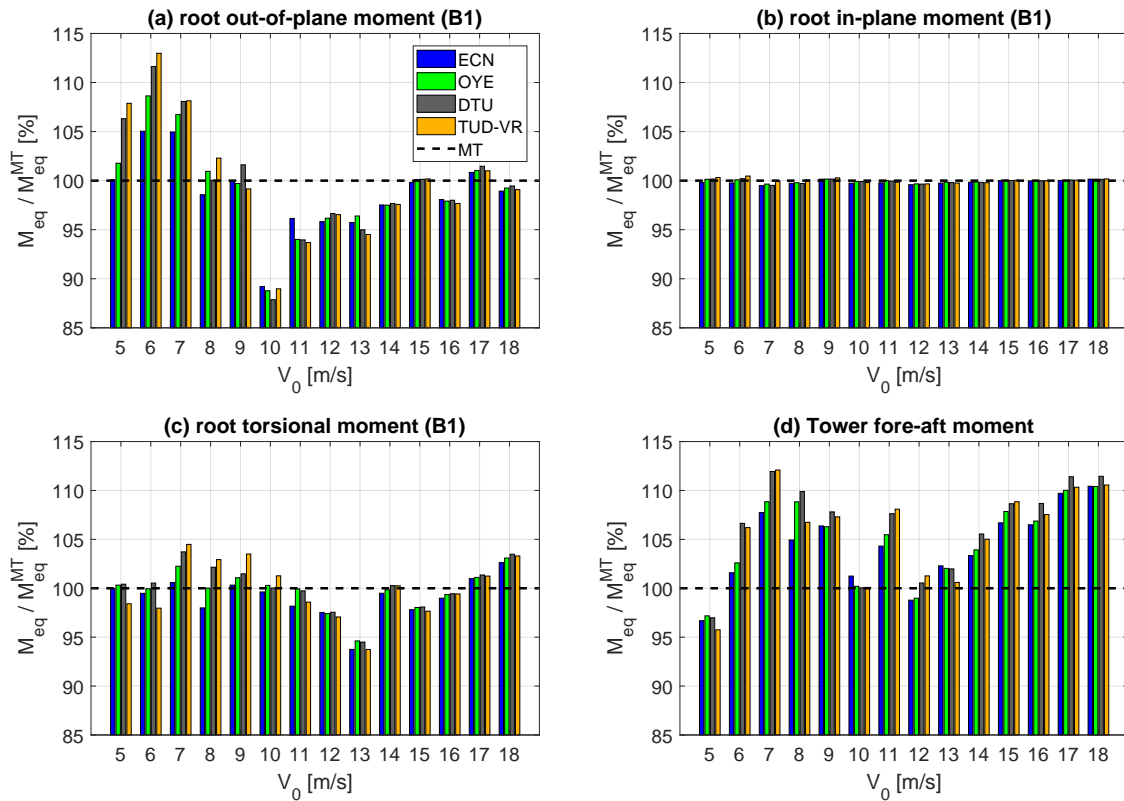 (a) root out-of-plane moment (B1)
115
110
105
100
95
90
85
M_eq / M_eq^MT [%]
ECN
OYE
DTU
TUD-VR
MT
5 6 7 8 9 10 11 12 13 14 15 16 17 18
V_0 [m/s]
(b) root in-plane moment (B1)
115
110
105
100
95
90
85
M_eq / M_eq^MT [%]
5 6 7 8 9 10 11 12 13 14 15 16 17 18
V_0 [m/s]
(c) root torsional moment (B1)
115
110
105
100
95
90
85
M_eq / M_eq^MT [%]
5 6 7 8 9 10 11 12 13 14 15 16 17 18
V_0 [m/s]
(d) Tower fore-aft moment
115
110
105
100
95
90
85
M_eq / M_eq^MT [%]
5 6 7 8 9 10 11 12 13 14 15 16 17 18
V_0 [m/s]